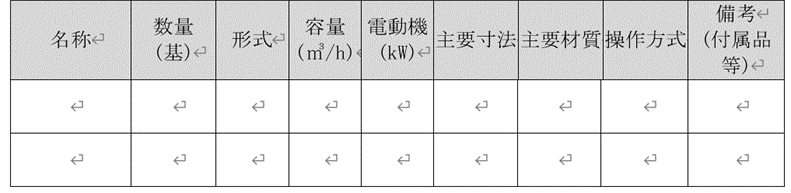 名称
数量
(基)
形式
容量
(㎥/h)
電動機
(kW)
主要寸法
主要材質
操作方式
備考
(付属品
等)